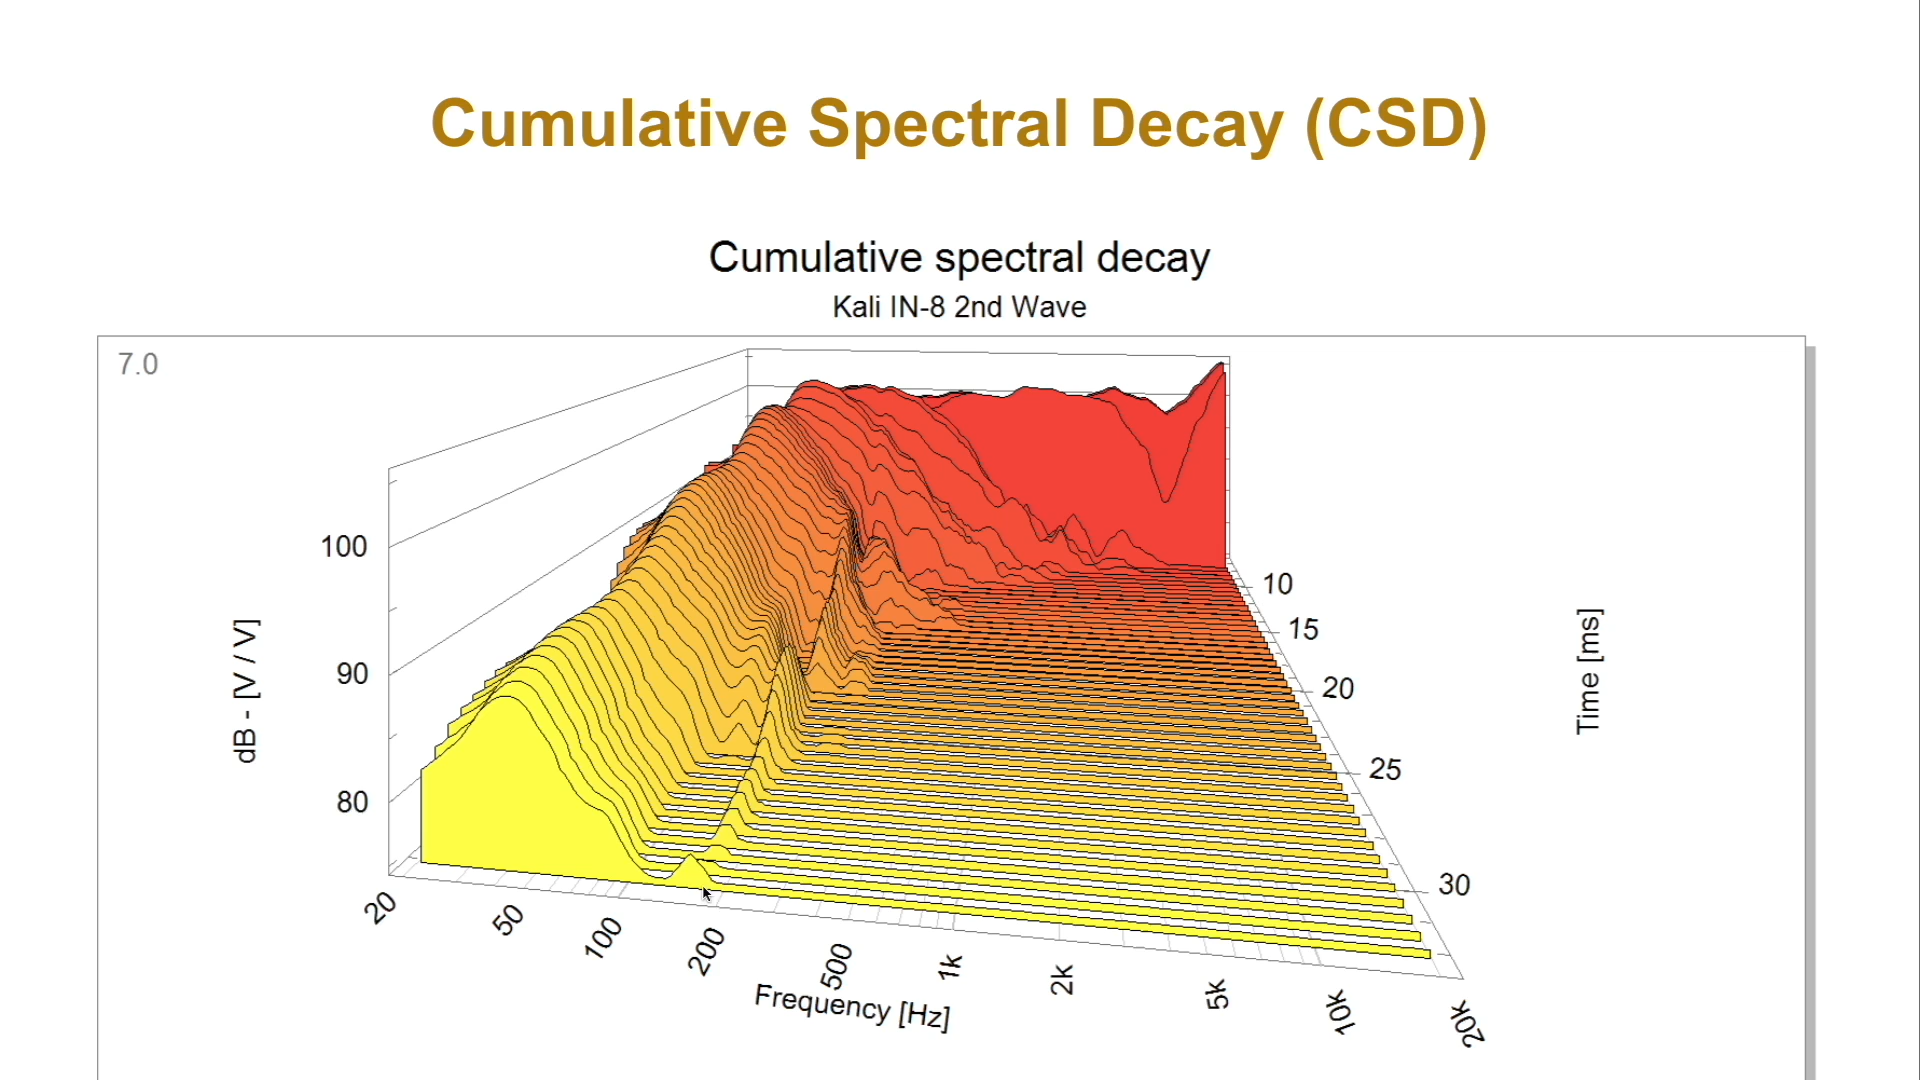 Cumulative Spectral Decay (CSD)
Cumulative spectral decay
Kali IN-8 2nd Wave
7.0
100
90
80
dB - [V / V]
10
15
20
25
30
Time [ms]
20
50
100
200
500
1k
2k
5k
10k
20k
Frequency [Hz]